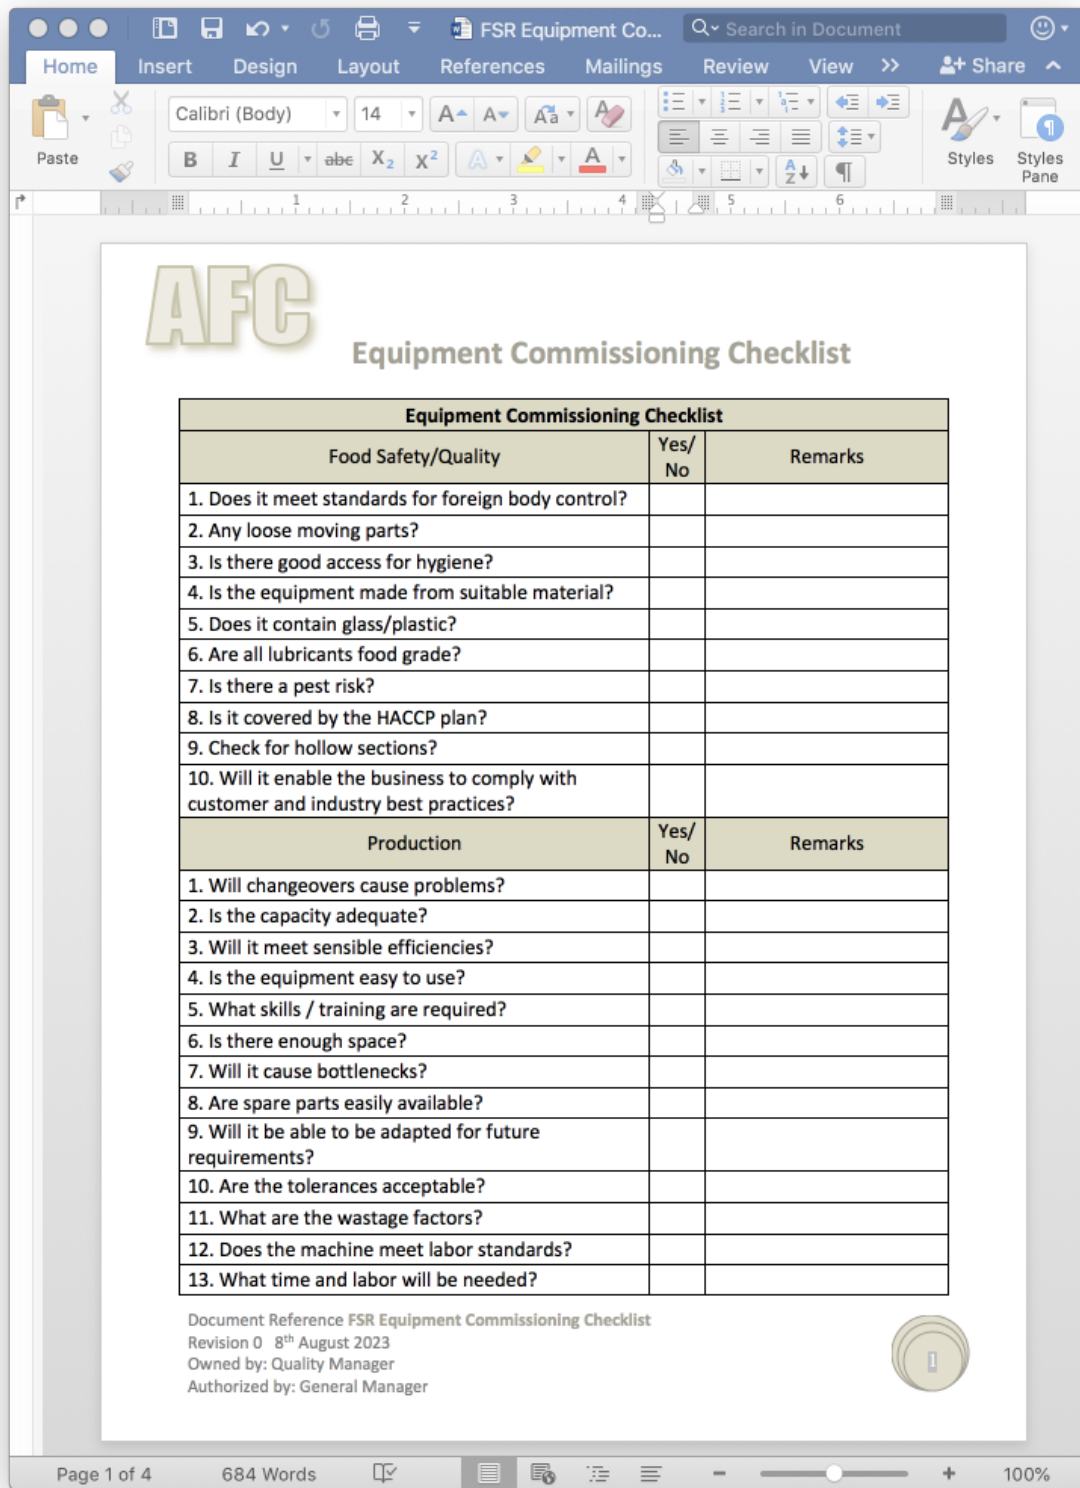 FSR Equipment Co...
Search in Document
Home Insert Design Layout References Mailings Review View >> Share
Paste
Calibri (Body) 14
Styles
Styles Pane
1 2 3 4 5 6
AFC
Equipment Commissioning Checklist
Equipment Commissioning Checklist
Food Safety/Quality Yes/ No Remarks
1. Does it meet standards for foreign body control?
2. Any loose moving parts?
3. Is there good access for hygiene?
4. Is the equipment made from suitable material?
5. Does it contain glass/plastic?
6. Are all lubricants food grade?
7. Is there a pest risk?
8. Is it covered by the HACCP plan?
9. Check for hollow sections?
10. Will it enable the business to comply with
customer and industry best practices?
Production Yes/ No Remarks
1. Will changeovers cause problems?
2. Is the capacity adequate?
3. Will it meet sensible efficiencies?
4. Is the equipment easy to use?
5. What skills / training are required?
6. Is there enough space?
7. Will it cause bottlenecks?
8. Are spare parts easily available?
9. Will it be able to be adapted for future
requirements?
10. Are the tolerances acceptable?
11. What are the wastage factors?
12. Does the machine meet labor standards?
13. What time and labor will be needed?
Document Reference FSR Equipment Commissioning Checklist
Revision 0 8th August 2023
Owned by: Quality Manager
Authorized by: General Manager
1
Page 1 of 4 684 Words 100%